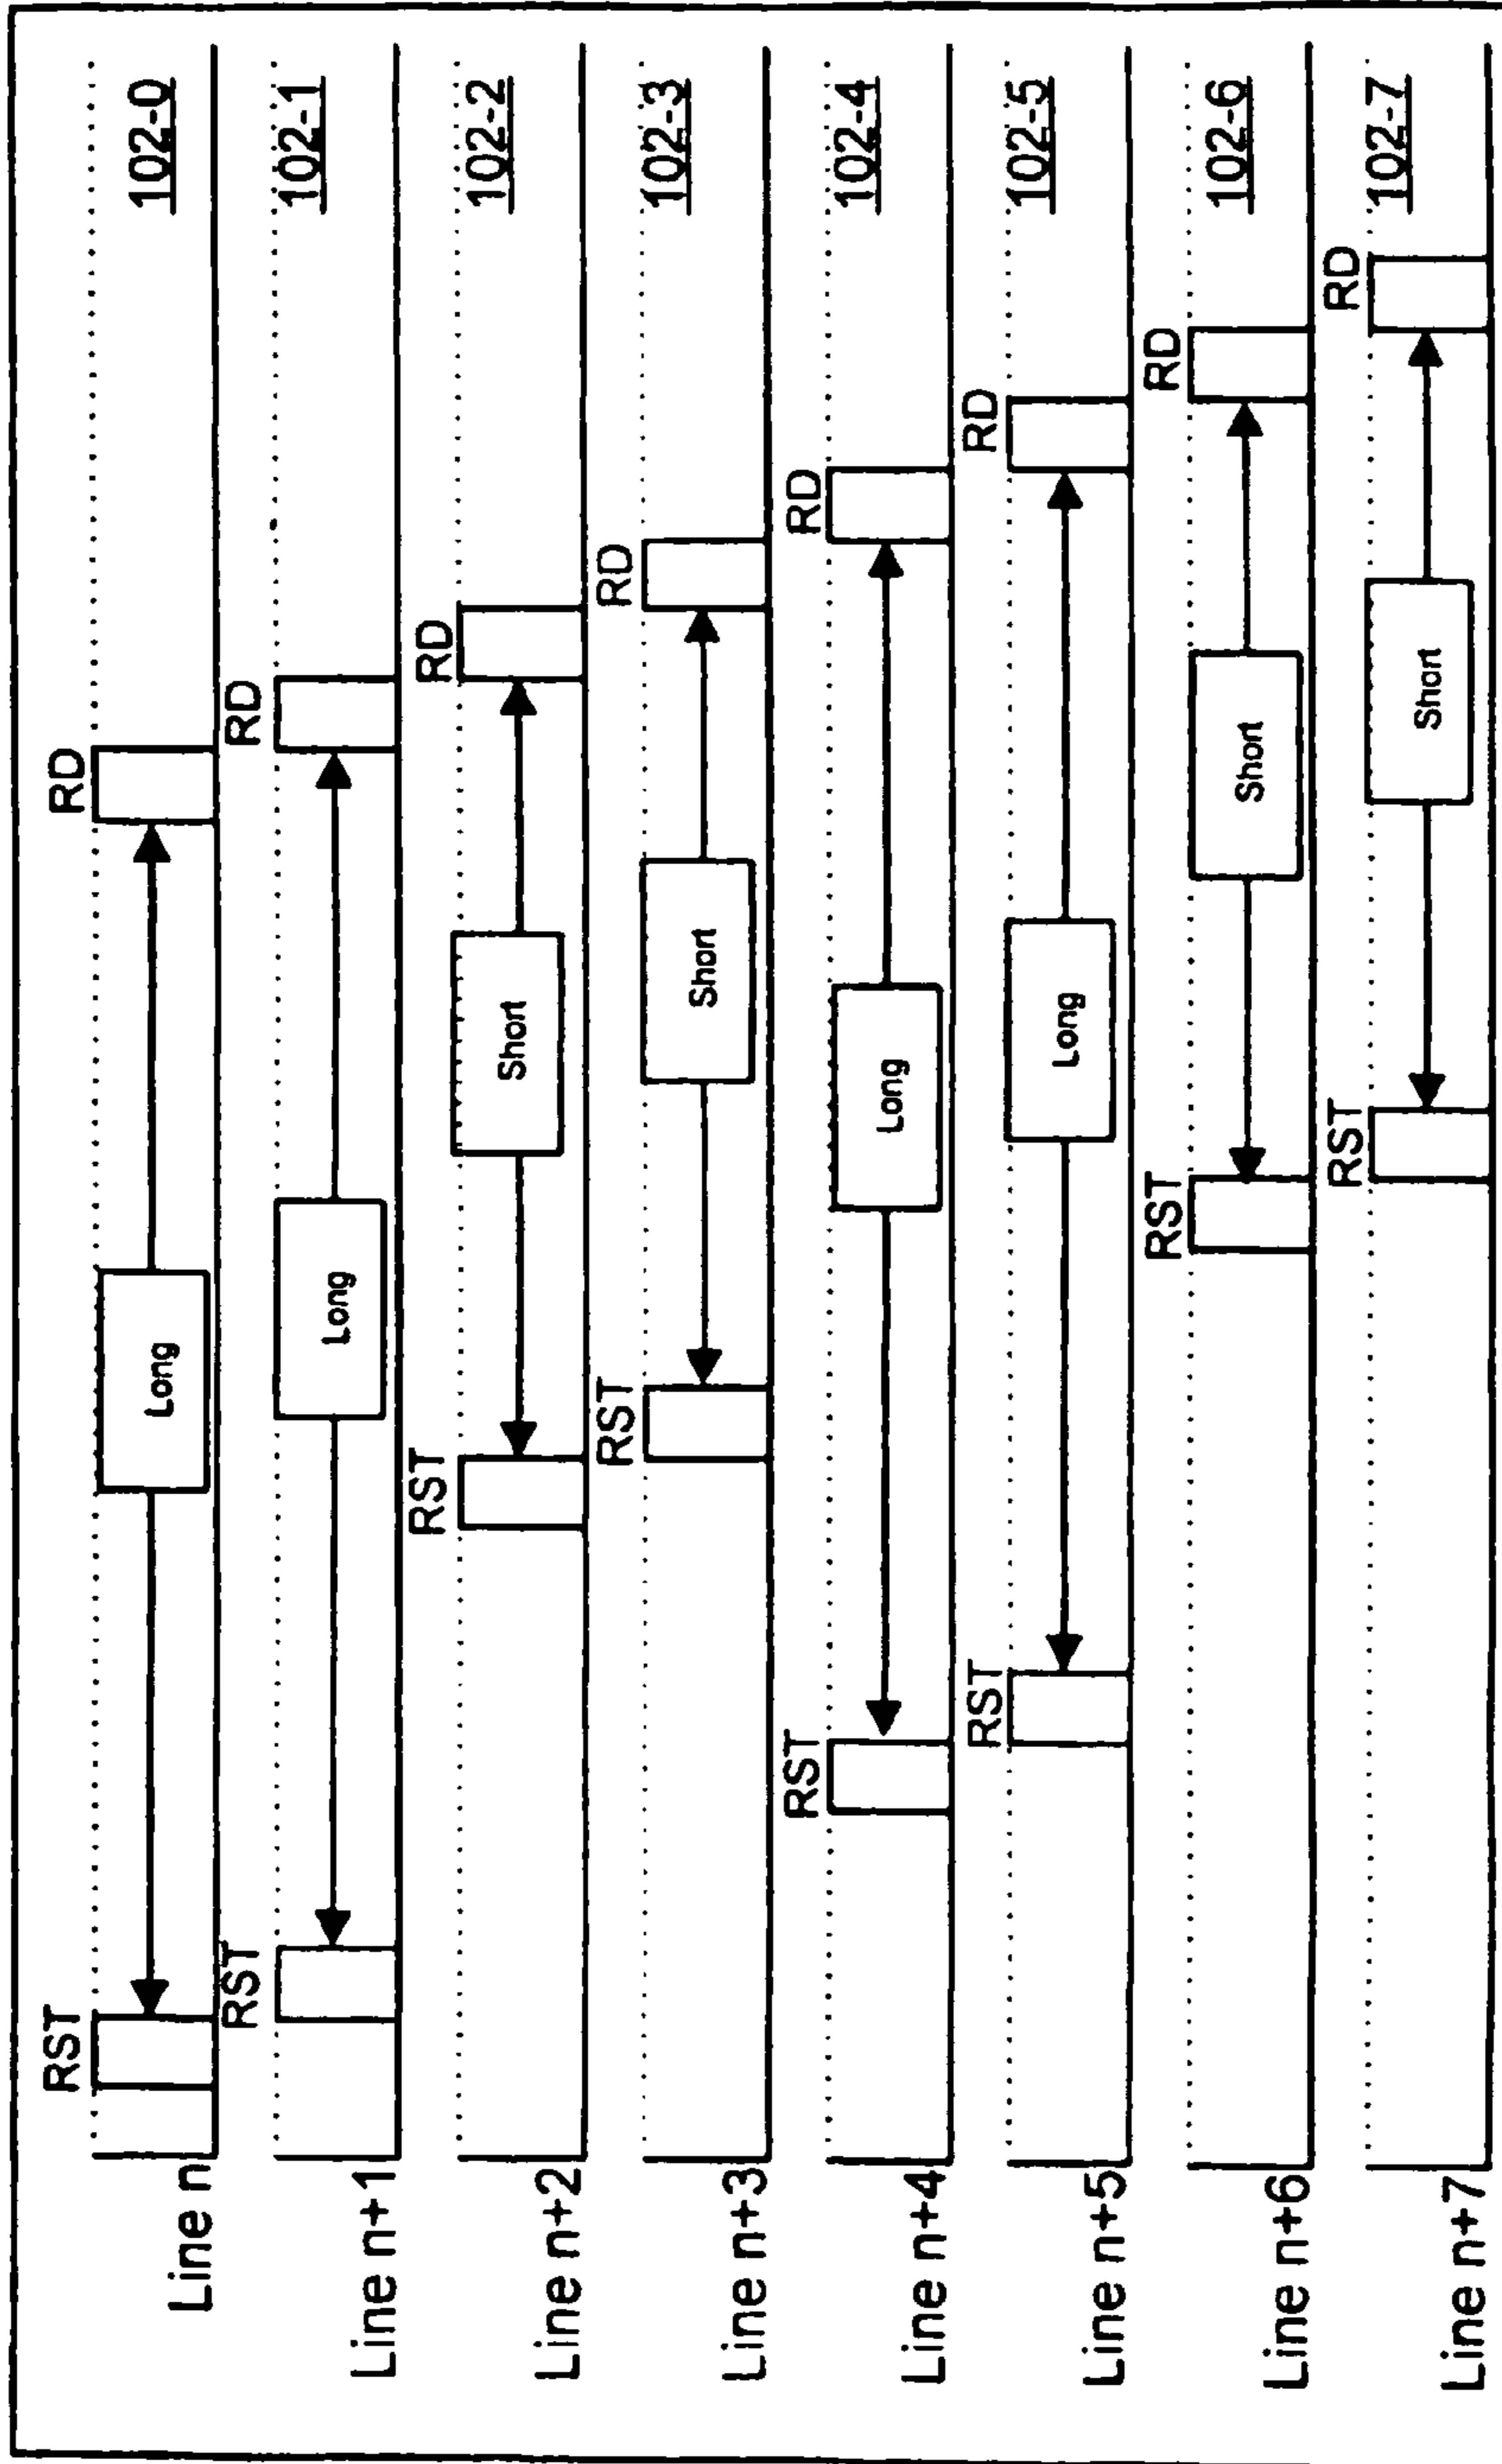 Line n RST Long RD 102-0
Line n+1 RST Long RD 102-1
Line n+2 RST Short RD 102-2
Line n+3 RST Short RD 102-3
Line n+4 RST Long RD 102-4
Line n+5 RST Long RD 102-5
Line n+6 RST Short RD 102-6
Line n+7 RST Short RD 102-7